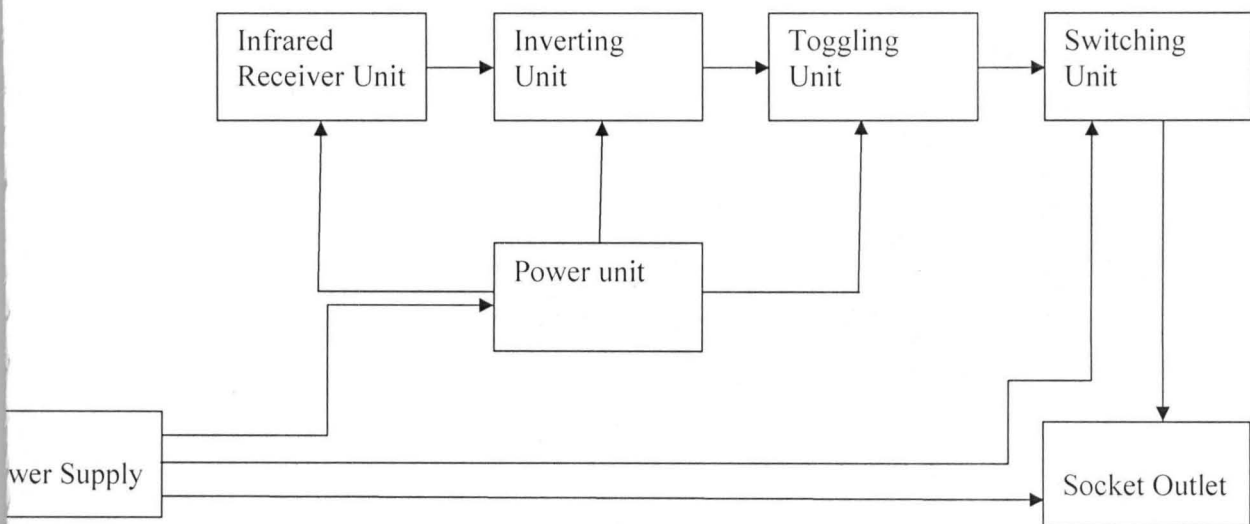 Infrared
Receiver Unit
Inverting
Unit
Toggling
Unit
Switching
Unit
Power unit
wer Supply
Socket Outlet